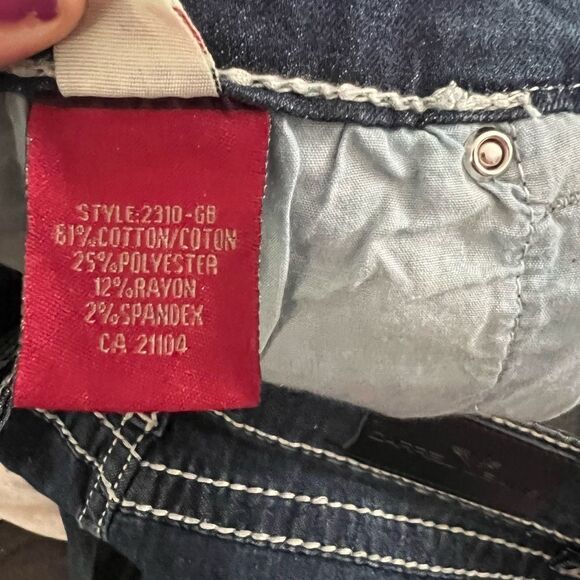 STYLE:2310-GB
61%COTTON/COTON
25%POLYESTER
12%RAYON
2%SPANDEX
CA 21104